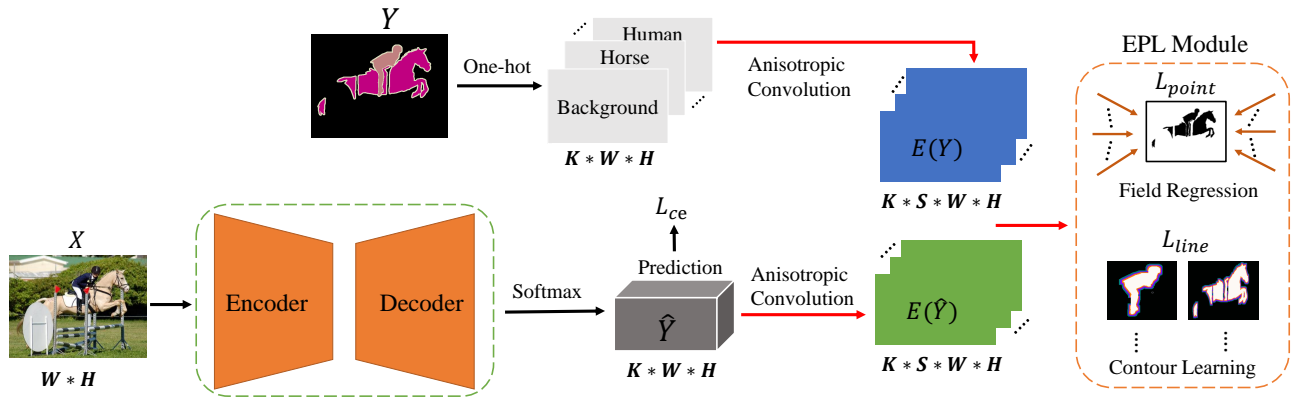 Y
One-hot
Human
Horse
Background
K * W * H
Anisotropic
Convolution
E(Y)
K * S * W * H
EPL Module
L_point
Field Regression
L_line
Contour Learning
X
W * H
Encoder
Decoder
Softmax
L_ce
Prediction
Ŷ
K * W * H
Anisotropic
Convolution
E(Ŷ)
K * S * W * H